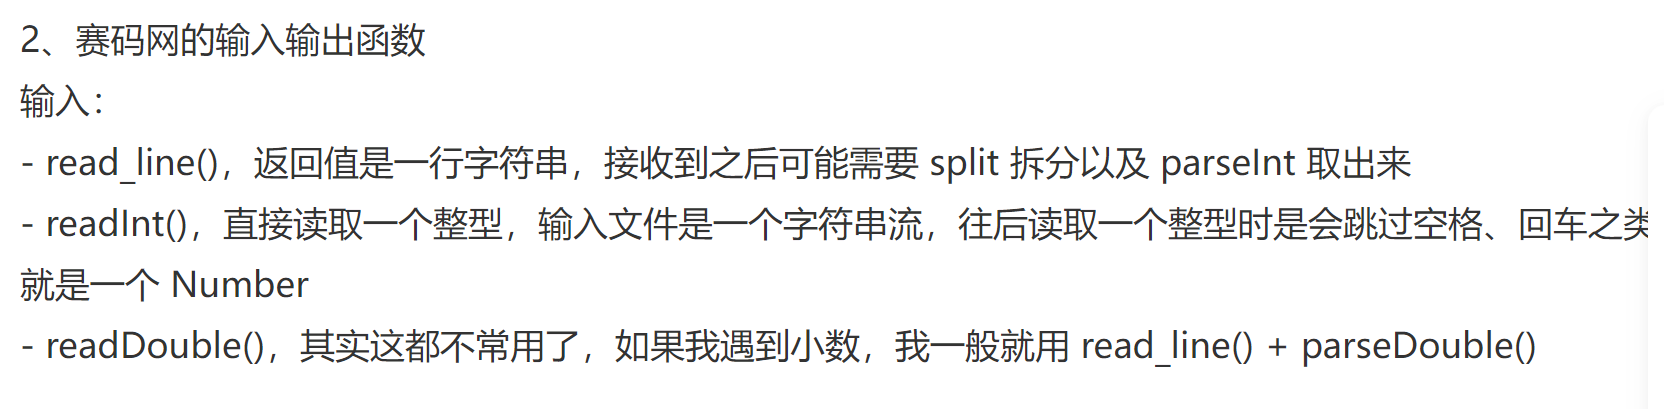 2、赛码网的输入输出函数
输入：
- read_line()，返回值是一行字符串，接收到之后可能需要 split 拆分以及 parseInt 取出来
- readInt()，直接读取一个整型，输入文件是一个字符串流，往后读取一个整型时是会跳过空格、回车之类
就是一个 Number
- readDouble()，其实这都不常用了，如果我遇到小数，我一般就用 read_line() + parseDouble()